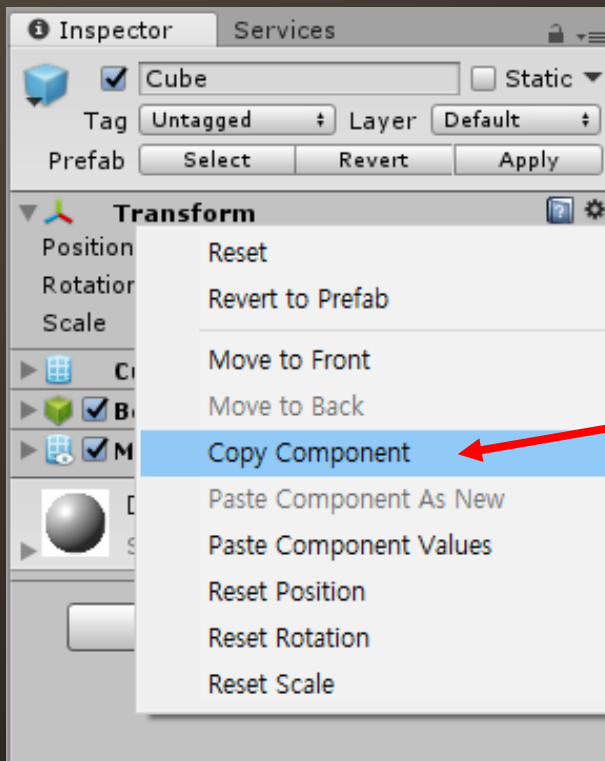 Inspector Services
Cube Static
Tag Untagged Layer Default
Prefab Select Revert Apply
Transform
Position
Rotation
Scale
Reset
Revert to Prefab
Move to Front
Move to Back
Copy Component
Paste Component As New
Paste Component Values
Reset Position
Reset Rotation
Reset Scale